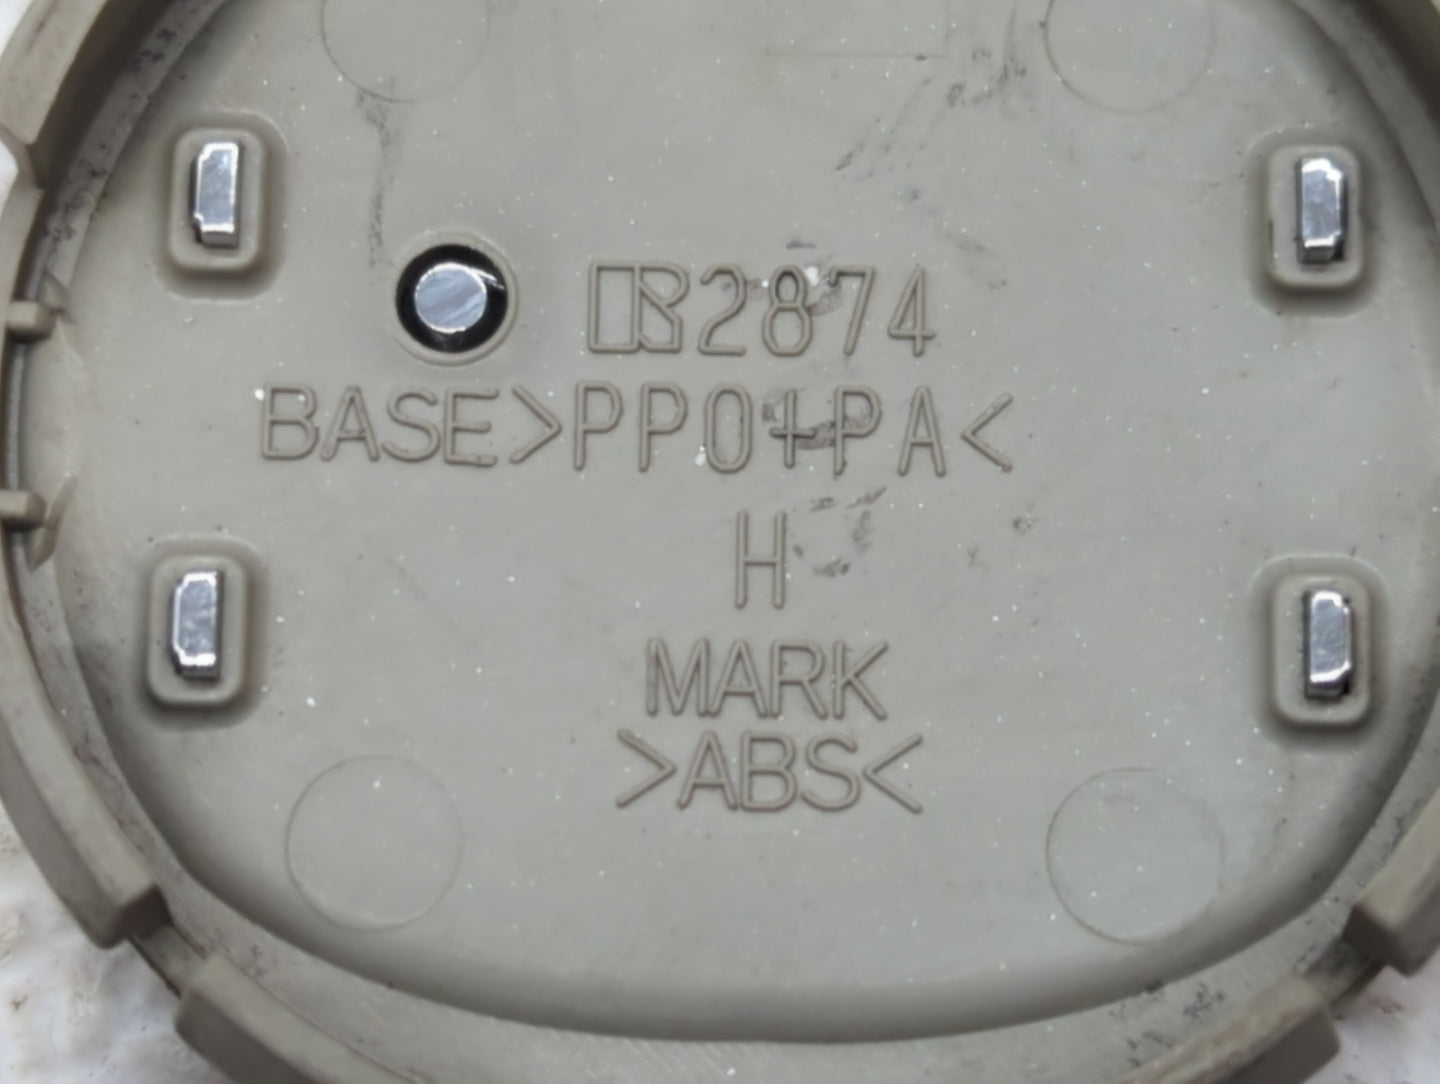 2874
BASE>PPO+PA<
H
MARK
>ABS<